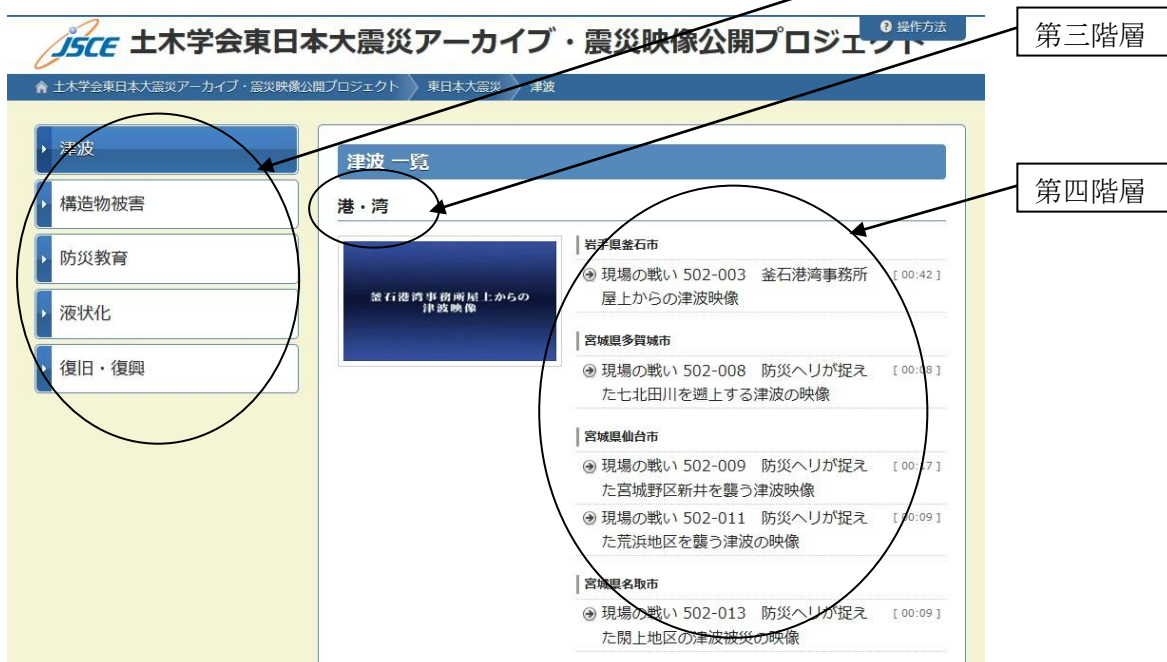 JSCE 土木学会東日本大震災アーカイブ・震災映像公開プロジェクト
操作方法
第三階層
土木学会東日本大震災アーカイブ・震災映像公開プロジェクト 東日本大震災 津波
津波
構造物被害
防災教育
液状化
復旧・復興
津波 一覧
港・湾
第四階層
釜石港湾事務所屋上からの
津波映像
岩手県釜石市
現場の戦い 502-003 釜石港湾事務所 [ 00:42 ]
屋上からの津波映像
宮城県多賀城市
現場の戦い 502-008 防災ヘリが捉え [ 00:08 ]
た七北田川を遡上する津波の映像
宮城県仙台市
現場の戦い 502-009 防災ヘリが捉え [ 00:17 ]
た宮城野区新井を襲う津波映像
現場の戦い 502-011 防災ヘリが捉え [ 00:09 ]
た荒浜地区を襲う津波の映像
宮城県名取市
現場の戦い 502-013 防災ヘリが捉え [ 00:09 ]
た閖上地区の津波被災の映像